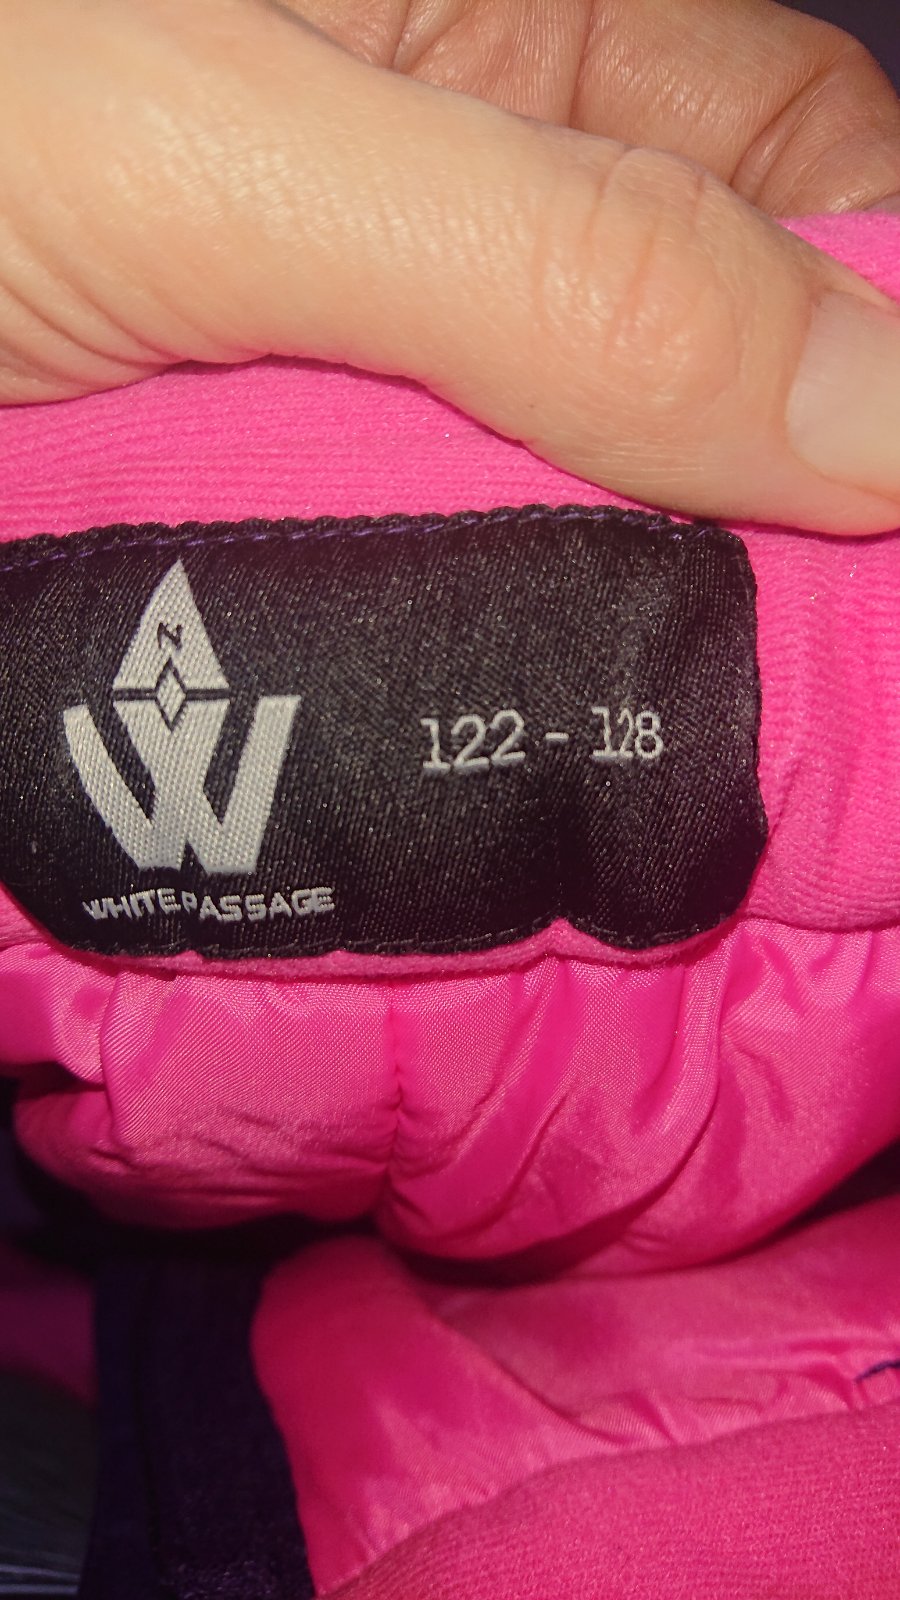 N
122 - 128
WHITEPASSAGE